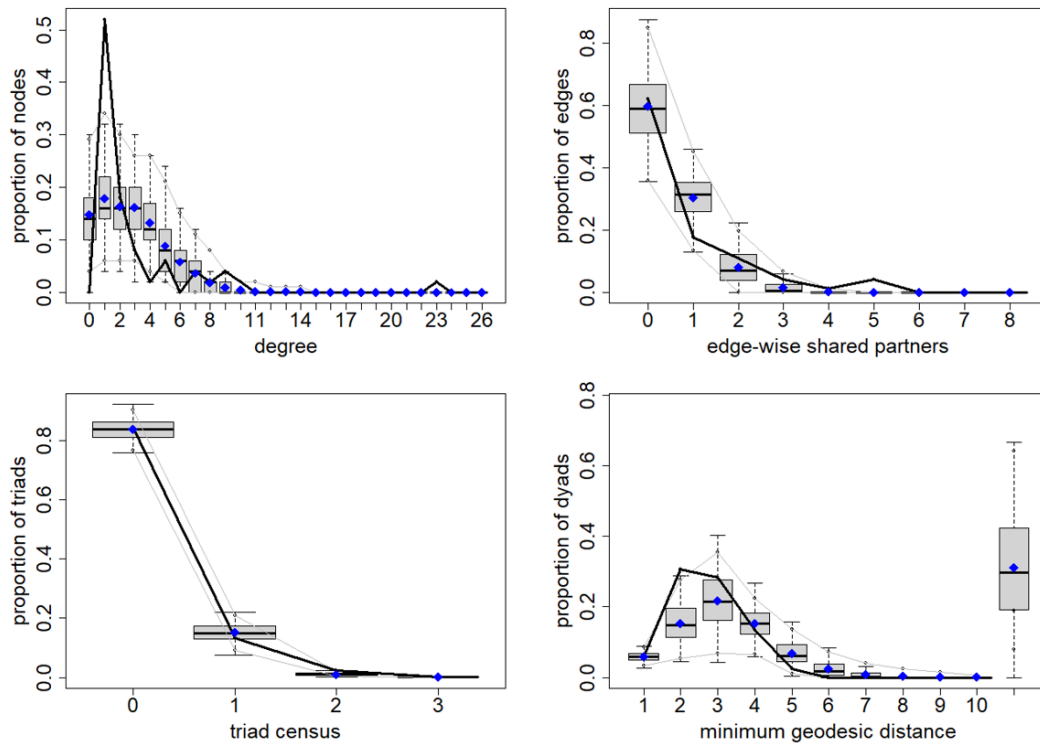 proportion of nodes
0.0 0.1 0.2 0.3 0.4 0.5
0 2 4 6 8 11 14 17 20 23 26
degree
proportion of edges
0.0 0.2 0.4 0.6 0.8
0 1 2 3 4 5 6 7 8
edge-wise shared partners
proportion of triads
0.0 0.2 0.4 0.6 0.8
0 1 2 3
triad census
proportion of dyads
0.0 0.2 0.4 0.6 0.8
1 2 3 4 5 6 7 8 9 10
minimum geodesic distance